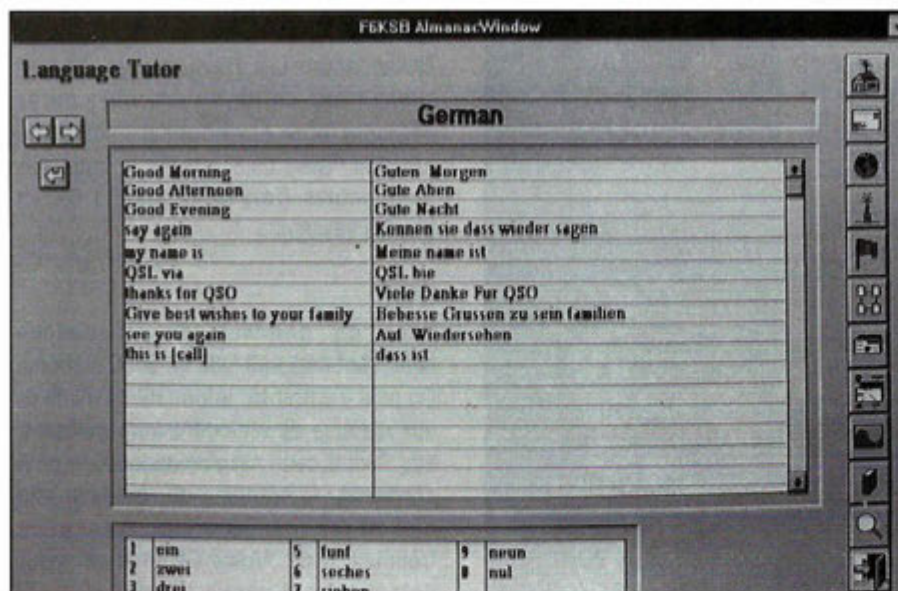 F6KSB AlmanacWindow
Language Tutor
German
Good Morning Guten Morgen
Good Afternoon Gute Aben
Good Evening Gute Nacht
say again Konnen sie dass wieder sagen
my name is Meine name ist
QSL via QSL bie
thanks for QSO Viele Danke Fur QSO
Give best wishes to your family Bebesse Grussen zu sein familien
see you again Auf Wiedersehen
this is [call] dass ist
1 ein 5 funf 9 neun
2 zwei 6 seches 0 nul
3 drei 7 sieben